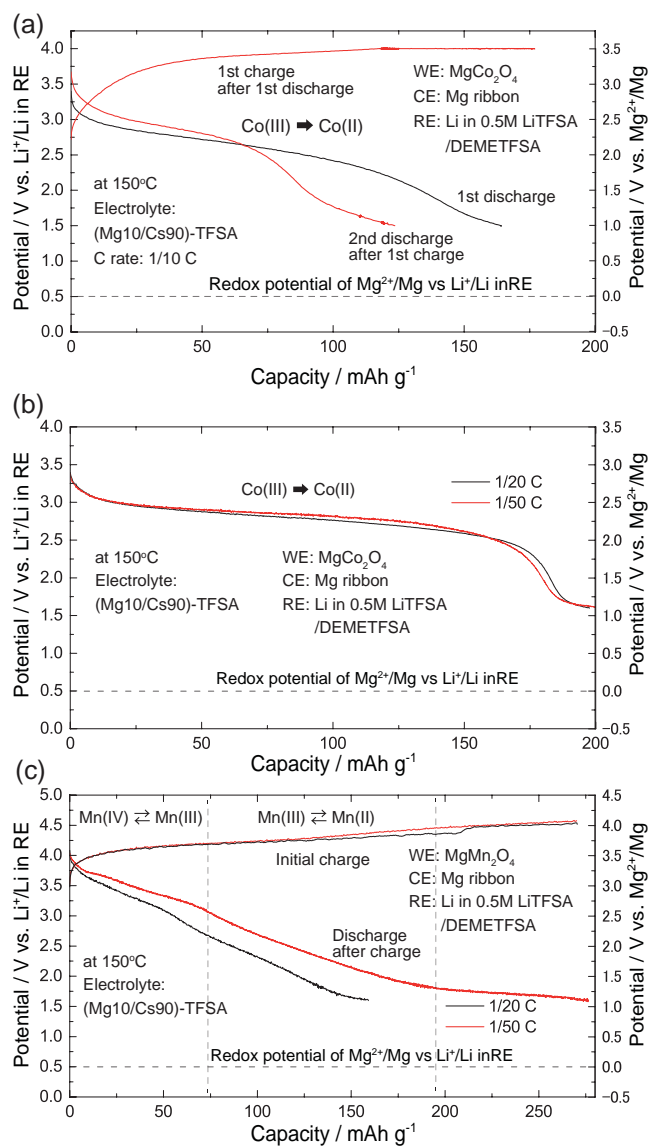 (a)
Potential / V vs. Li⁺/Li in RE
4.0
3.5
3.0
2.5
2.0
1.5
1.0
0.5
0.0
1st charge
after 1st discharge
Co(III) ➡ Co(II)
WE: MgCo₂O₄
CE: Mg ribbon
RE: Li in 0.5M LiTFSA
/DEMETFSA
at 150°C
Electrolyte:
(Mg10/Cs90)-TFSA
C rate: 1/10 C
1st discharge
2nd discharge
after 1st charge
Redox potential of Mg²⁺/Mg vs Li⁺/Li inRE
3.5
3.0
2.5
2.0
1.5
1.0
0.5
0.0
−0.5
Potential / V vs. Mg²⁺/Mg
0 50 100 150 200
Capacity / mAh g⁻¹
(b)
Potential / V vs. Li⁺/Li in RE
4.0
3.5
3.0
2.5
2.0
1.5
1.0
0.5
0.0
Co(III) ➡ Co(II)
1/20 C
1/50 C
at 150°C
Electrolyte:
(Mg10/Cs90)-TFSA
WE: MgCo₂O₄
CE: Mg ribbon
RE: Li in 0.5M LiTFSA
/DEMETFSA
Redox potential of Mg²⁺/Mg vs Li⁺/Li inRE
3.5
3.0
2.5
2.0
1.5
1.0
0.5
0.0
−0.5
Potential / V vs. Mg²⁺/Mg
0 50 100 150 200
Capacity / mAh g⁻¹
(c)
Potential / V vs. Li⁺/Li in RE
5.0
4.5
4.0
3.5
3.0
2.5
2.0
1.5
1.0
0.5
0.0
Mn(IV) ⇄ Mn(III)
Mn(III) ⇄ Mn(II)
Initial charge
WE: MgMn₂O₄
CE: Mg ribbon
RE: Li in 0.5M LiTFSA
/DEMETFSA
Discharge
after charge
at 150°C
Electrolyte:
(Mg10/Cs90)-TFSA
1/20 C
1/50 C
Redox potential of Mg²⁺/Mg vs Li⁺/Li inRE
4.5
4.0
3.5
3.0
2.5
2.0
1.5
1.0
0.5
0.0
−0.5
Potential / V vs. Mg²⁺/Mg
0 50 100 150 200 250
Capacity / mAh g⁻¹